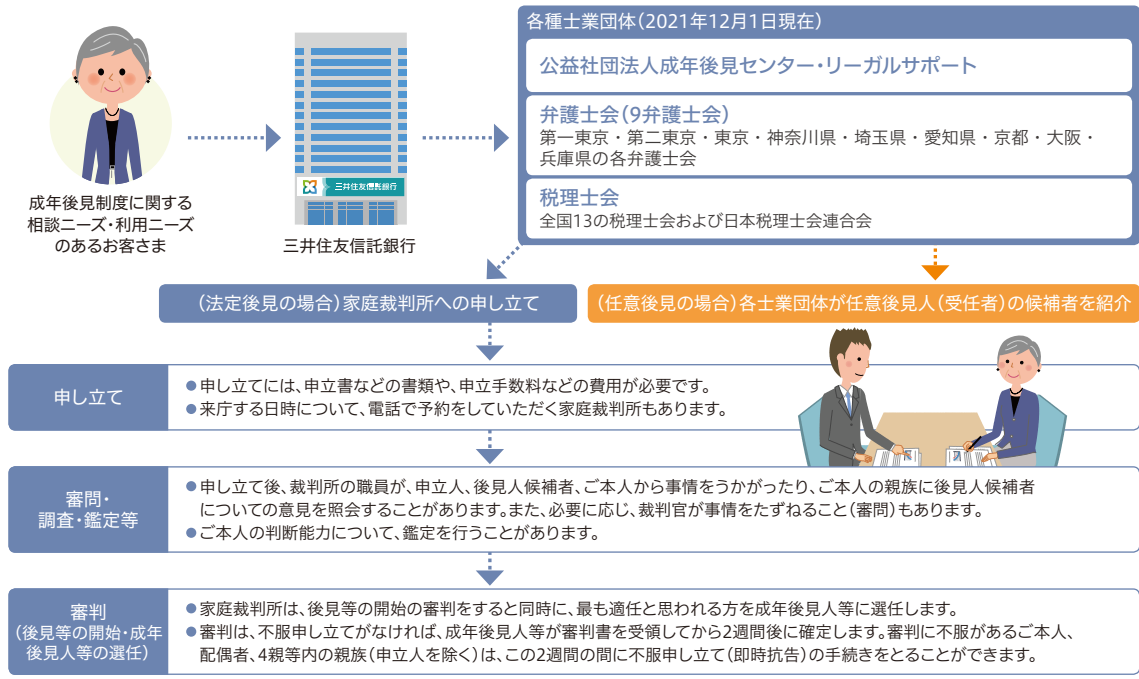 各種士業団体(2021年12月1日現在)
公益社団法人成年後見センター・リーガルサポート
弁護士会(9弁護士会)
第一東京・第二東京・東京・神奈川県・埼玉県・愛知県・京都・大阪・
兵庫県の各弁護士会
税理士会
全国13の税理士会および日本税理士会連合会
三井住友信託銀行
成年後見制度に関する
相談ニーズ・利用ニーズ
のあるお客さま
三井住友信託銀行
(法定後見の場合)家庭裁判所への申し立て
(任意後見の場合)各士業団体が任意後見人(受任者)の候補者を紹介
申し立て
●申し立てには、申立書などの書類や、申立手数料などの費用が必要です。
●来庁する日時について、電話で予約をしていただく家庭裁判所もあります。
審問・
調査・鑑定等
●申し立て後、裁判所の職員が、申立人、後見人候補者、ご本人から事情をうかがったり、ご本人の親族に後見人候補者
についての意見を照会することがあります。また、必要に応じ、裁判官が事情をたずねること(審問)もあります。
●ご本人の判断能力について、鑑定を行うことがあります。
審判
(後見等の開始・成年
後見人等の選任)
●家庭裁判所は、後見等の開始の審判をすると同時に、最も適任と思われる方を成年後見人等に選任します。
●審判は、不服申し立てがなければ、成年後見人等が審判書を受領してから2週間後に確定します。審判に不服があるご本人、
配偶者、4親等内の親族(申立人を除く)は、この2週間の間に不服申し立て(即時抗告)の手続きをとることができます。